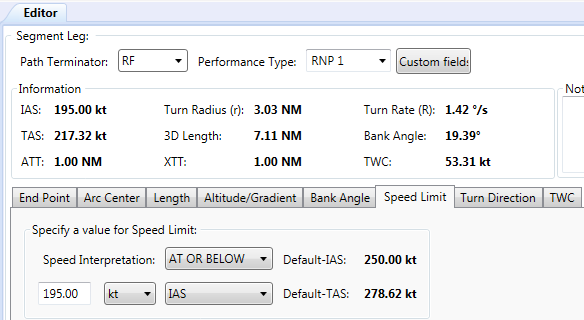 Editor
Segment Leg:
Path Terminator: RF Performance Type: RNP 1 Custom fields
Information Not
IAS: 195.00 kt Turn Radius (r): 3.03 NM Turn Rate (R): 1.42 °/s
TAS: 217.32 kt 3D Length: 7.11 NM Bank Angle: 19.39°
ATT: 1.00 NM XTT: 1.00 NM TWC: 53.31 kt
End Point Arc Center Length Altitude/Gradient Bank Angle Speed Limit Turn Direction TWC
Specify a value for Speed Limit:
Speed Interpretation: AT OR BELOW Default-IAS: 250.00 kt
195.00 kt IAS Default-TAS: 278.62 kt